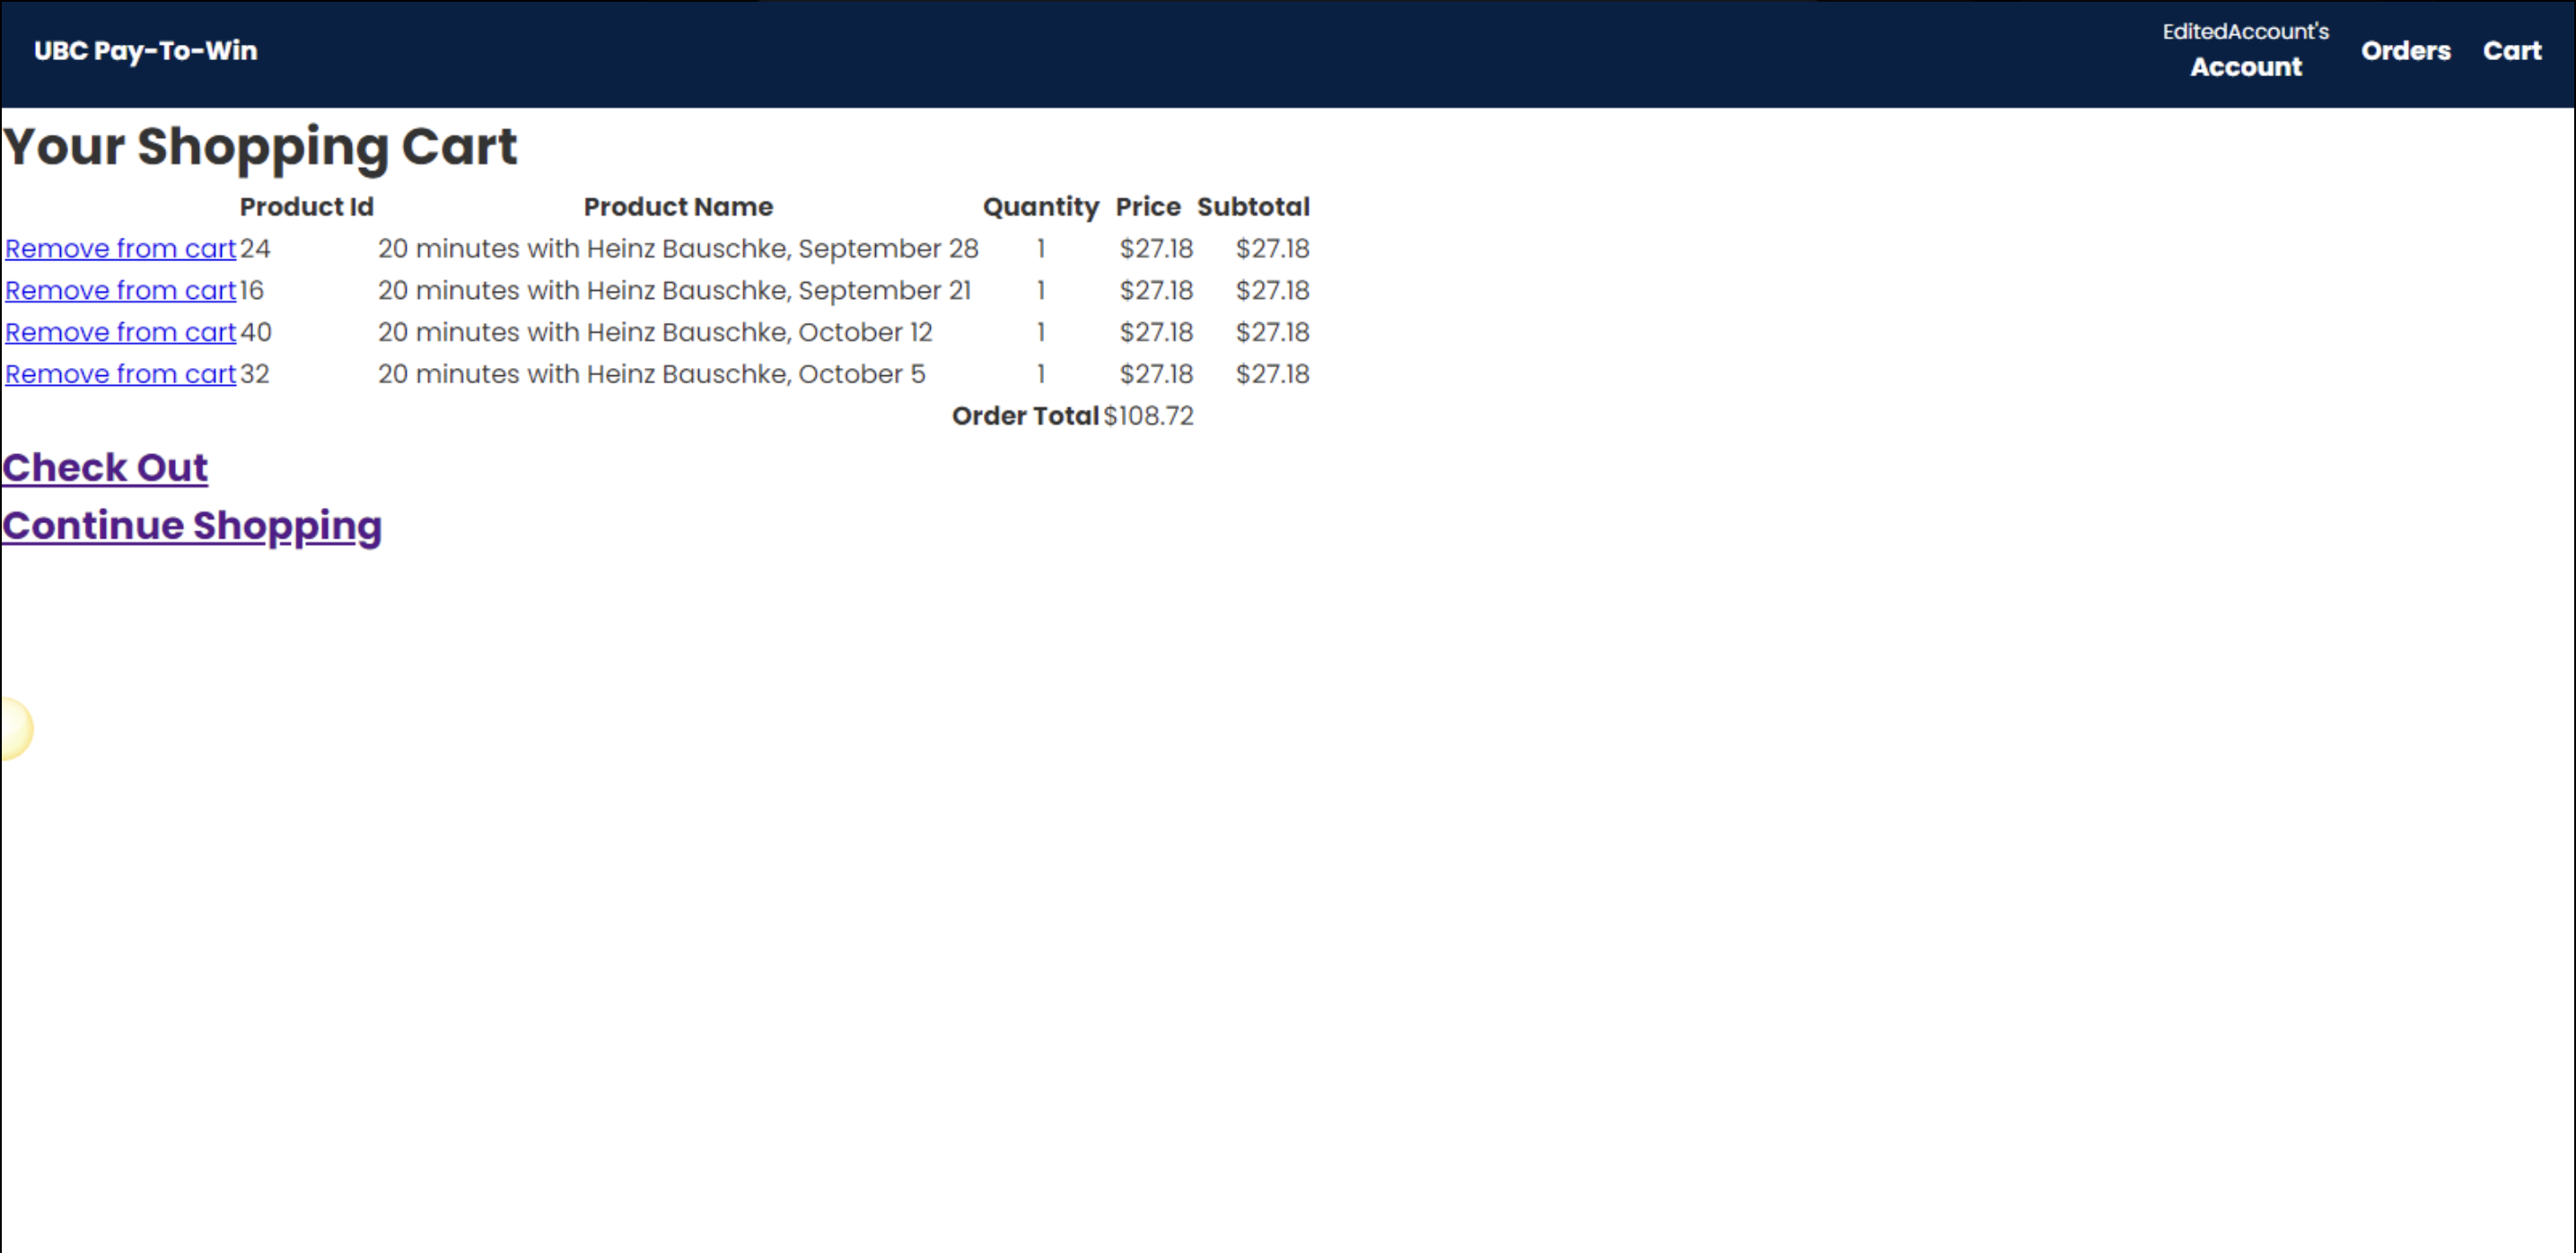 UBC Pay-To-Win
EditedAccount's
Account
Orders
Cart
Your Shopping Cart
Product Id Product Name Quantity Price Subtotal
Remove from cart 24 20 minutes with Heinz Bauschke, September 28 1 $27.18 $27.18
Remove from cart 16 20 minutes with Heinz Bauschke, September 21 1 $27.18 $27.18
Remove from cart 40 20 minutes with Heinz Bauschke, October 12 1 $27.18 $27.18
Remove from cart 32 20 minutes with Heinz Bauschke, October 5 1 $27.18 $27.18
Order Total $108.72
Check Out
Continue Shopping